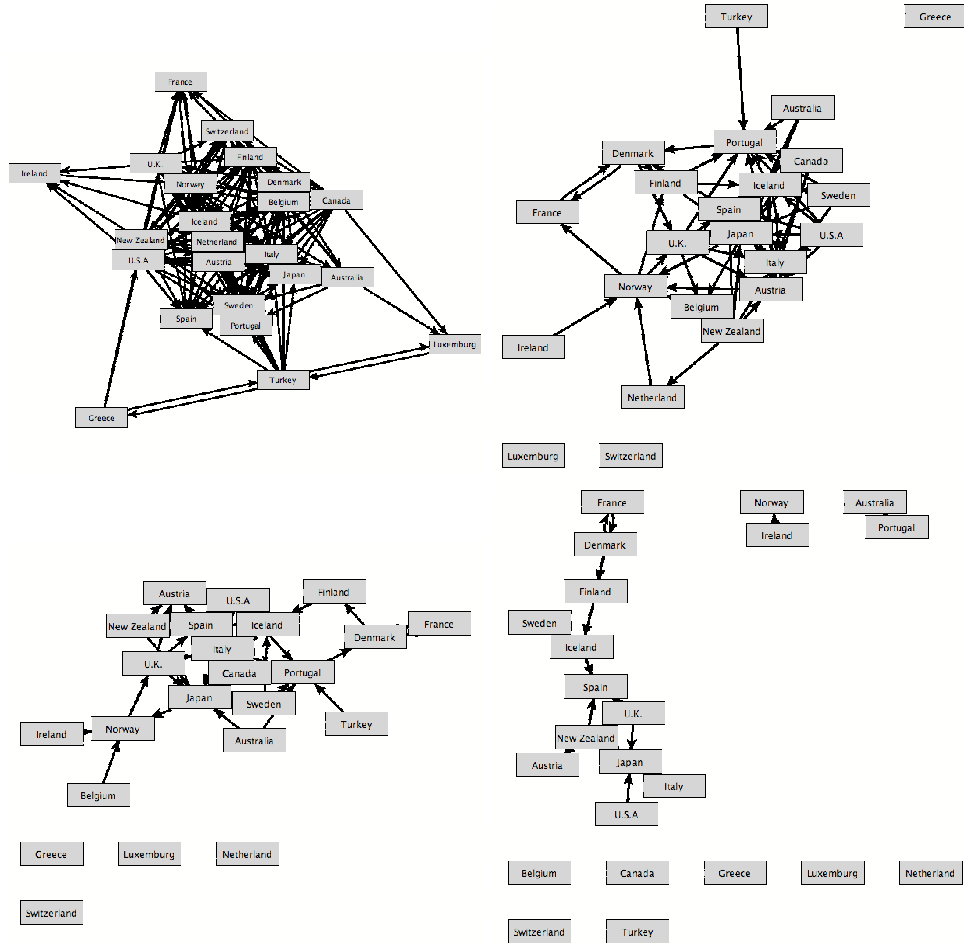 France
Switzerland
U.K.
Finland
Ireland
Norway
Denmark
Belgium
Canada
Iceland
New Zealand
Netherland
U.S.A
Austria
Italy
Japan
Australia
Sweden
Spain
Portugal
Luxemburg
Turkey
Greece
Turkey
Greece
Australia
Portugal
Denmark
Canada
Finland
Iceland
Sweden
France
Spain
Japan
U.S.A
U.K.
Italy
Norway
Austria
Belgium
New Zealand
Ireland
Netherland
Luxemburg
Switzerland
Austria
U.S.A
Finland
New Zealand
Spain
Iceland
France
Denmark
Italy
U.K.
Canada
Portugal
Japan
Sweden
Norway
Ireland
Australia
Turkey
Belgium
Greece
Luxemburg
Netherland
Switzerland
France
Norway
Australia
Portugal
Ireland
Denmark
Finland
Sweden
Iceland
Spain
U.K.
New Zealand
Austria
Japan
Italy
U.S.A
Belgium
Canada
Greece
Luxemburg
Netherland
Switzerland
Turkey